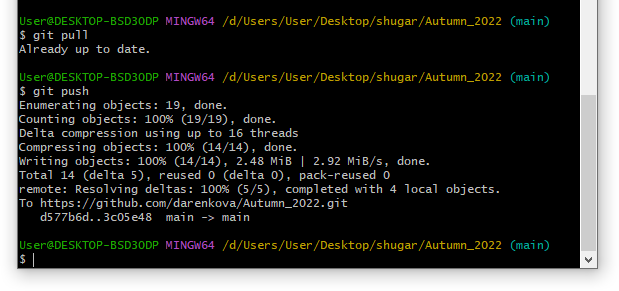 User@DESKTOP-BSD3ODP MINGW64 /d/Users/User/Desktop/shugar/Autumn_2022 (main)
$ git pull
Already up to date.
User@DESKTOP-BSD3ODP MINGW64 /d/Users/User/Desktop/shugar/Autumn_2022 (main)
$ git push
Enumerating objects: 19, done.
Counting objects: 100% (19/19), done.
Delta compression using up to 16 threads
Compressing objects: 100% (14/14), done.
Writing objects: 100% (14/14), 2.48 MiB | 2.92 MiB/s, done.
Total 14 (delta 5), reused 0 (delta 0), pack-reused 0
remote: Resolving deltas: 100% (5/5), completed with 4 local objects.
To https://github.com/darenkova/Autumn_2022.git
   d577b6d..3c05e48  main -> main
User@DESKTOP-BSD3ODP MINGW64 /d/Users/User/Desktop/shugar/Autumn_2022 (main)
$